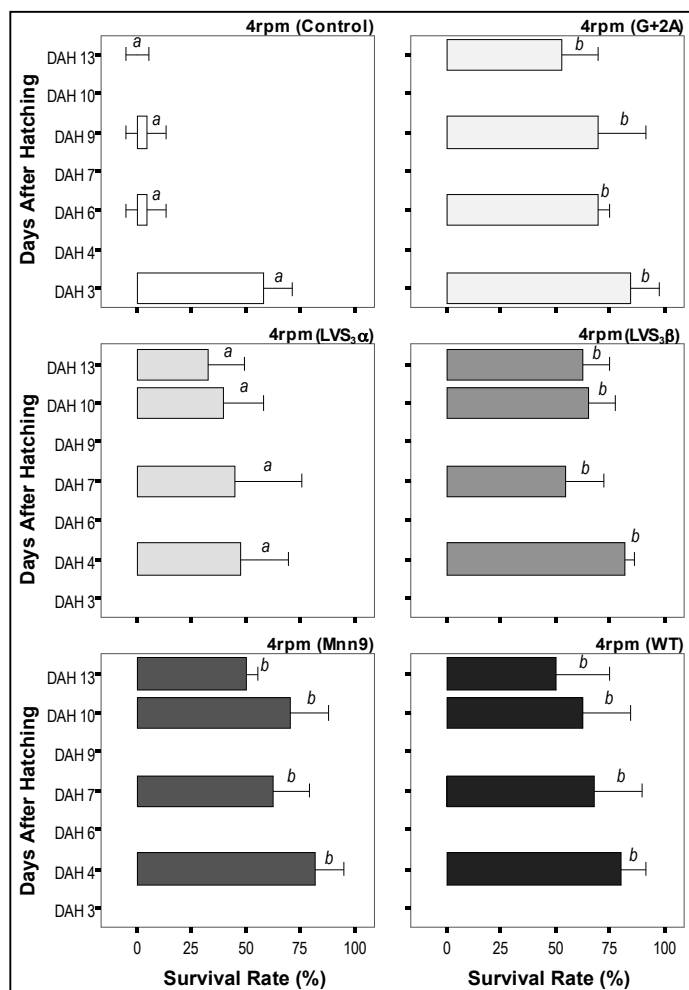 4rpm (Control)
4rpm (G+2A)
Days After Hatching
DAH 13
a
b
DAH 10
DAH 9
a
b
DAH 7
DAH 6
a
b
DAH 4
DAH 3
a
b
4rpm (LVS₃α)
4rpm (LVS₃β)
Days After Hatching
DAH 13
a
b
DAH 10
a
b
DAH 9
DAH 7
a
b
DAH 6
DAH 4
a
b
DAH 3
4rpm (Mnn9)
4rpm (WT)
Days After Hatching
DAH 13
b
b
DAH 10
b
b
DAH 9
DAH 7
b
b
DAH 6
DAH 4
b
b
DAH 3
0 25 50 75 100
0 25 50 75 100
Survival Rate (%)
Survival Rate (%)